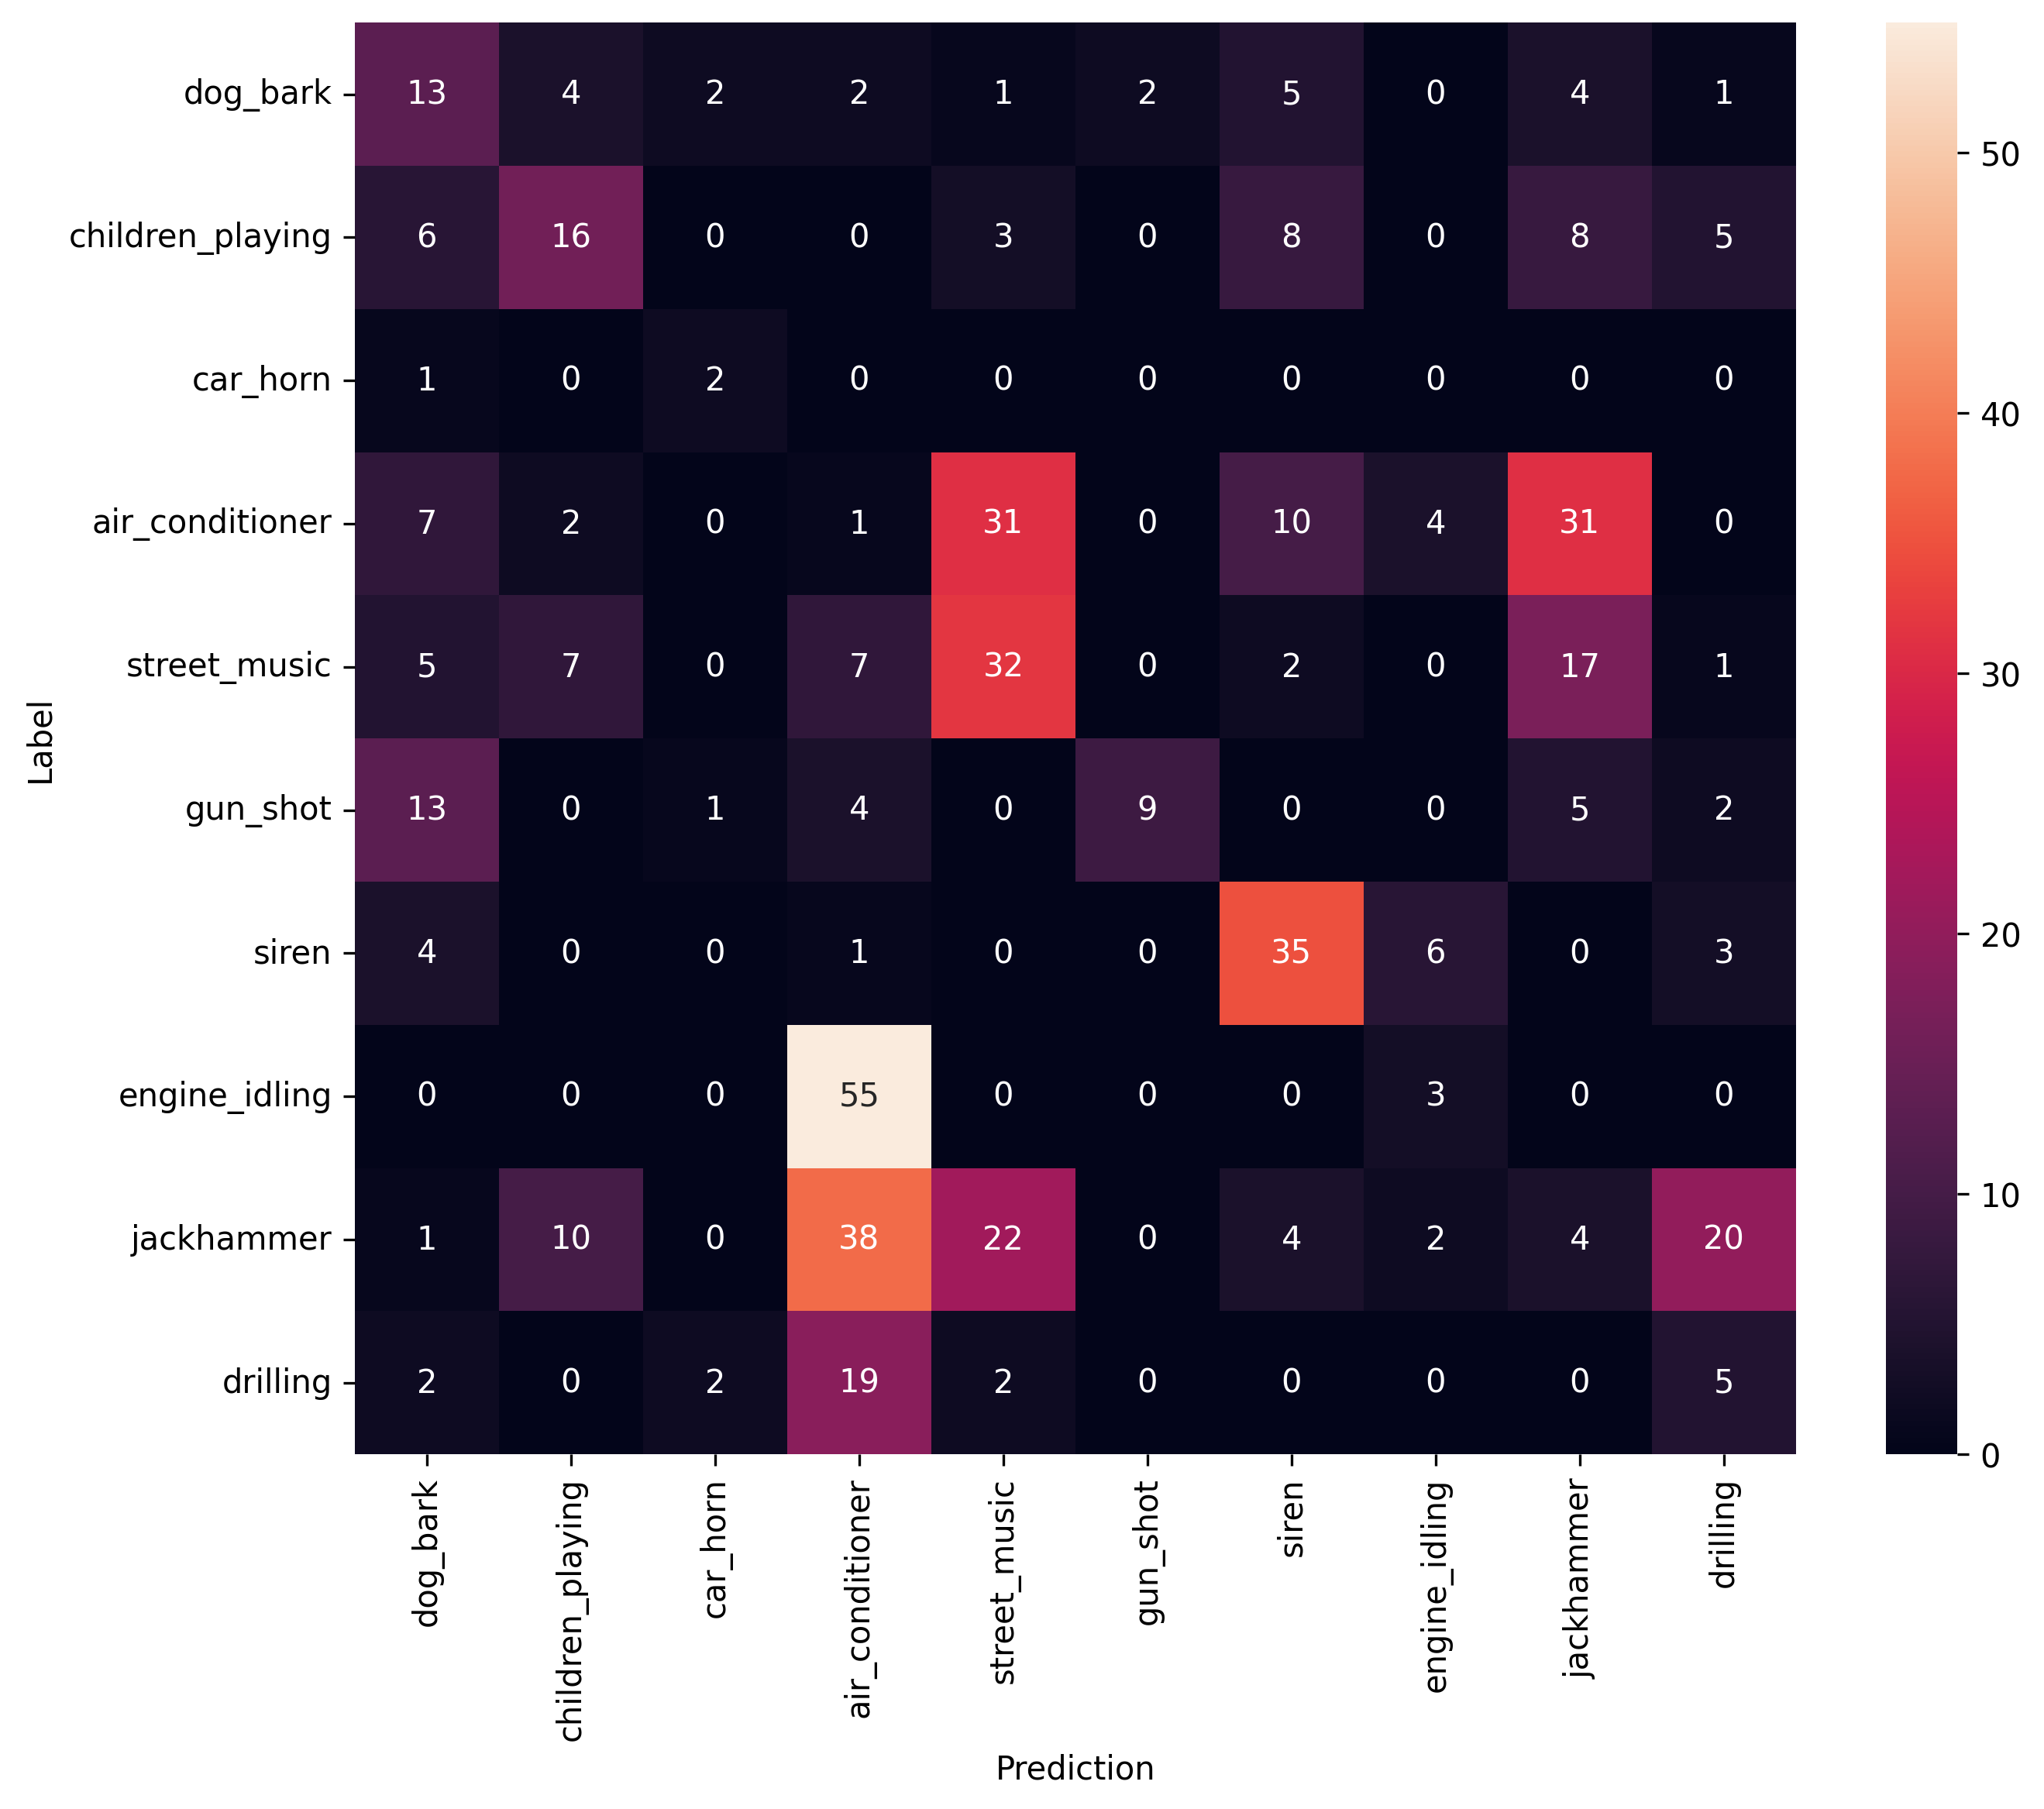 dog_bark 13 4 2 2 1 2 5 0 4 1
children_playing 6 16 0 0 3 0 8 0 8 5
car_horn 1 0 2 0 0 0 0 0 0 0
air_conditioner 7 2 0 1 31 0 10 4 31 0
street_music 5 7 0 7 32 0 2 0 17 1
gun_shot 13 0 1 4 0 9 0 0 5 2
siren 4 0 0 1 0 0 35 6 0 3
engine_idling 0 0 0 55 0 0 0 3 0 0
jackhammer 1 10 0 38 22 0 4 2 4 20
drilling 2 0 2 19 2 0 0 0 0 5
Label
dog_bark
children_playing
car_horn
air_conditioner
street_music
gun_shot
siren
engine_idling
jackhammer
drilling
Prediction
50
40
30
20
10
0